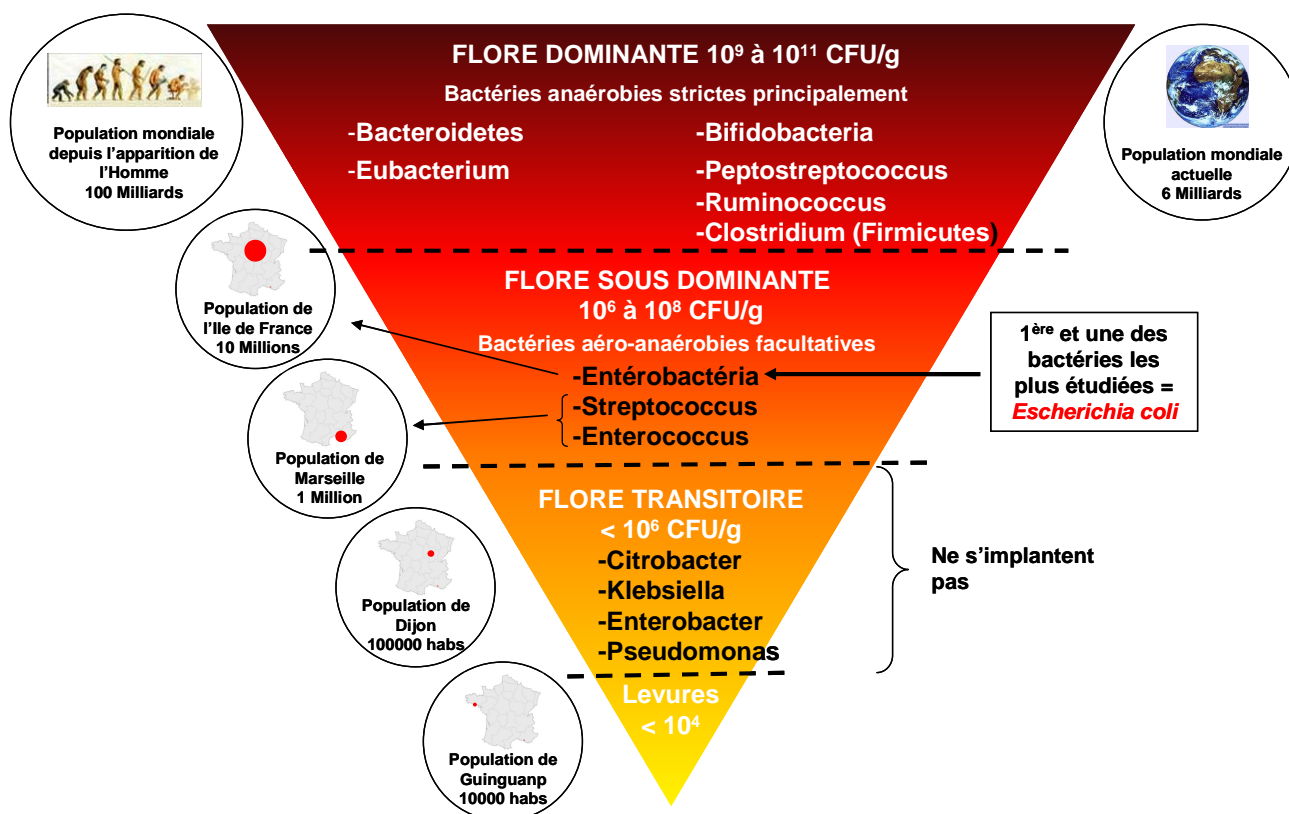 FLORE DOMINANTE 10⁹ à 10¹¹ CFU/g
Bactéries anaérobies strictes principalement
-Bacteroidetes
-Eubacterium
-Bifidobacteria
-Peptostreptococcus
-Ruminococcus
-Clostridium (Firmicutes)
Population mondiale
depuis l'apparition de
l'Homme
100 Milliards
Population mondiale
actuelle
6 Milliards
FLORE SOUS DOMINANTE
10⁶ à 10⁸ CFU/g
Bactéries aéro-anaérobies facultatives
-Entérobactéria
-Streptococcus
-Enterococcus
Population de
l'Ile de France
10 Millions
1ère et une des
bactéries les
plus étudiées =
Escherichia coli
Population de
Marseille
1 Million
FLORE TRANSITOIRE
< 10⁶ CFU/g
-Citrobacter
-Klebsiella
-Enterobacter
-Pseudomonas
Ne s'implantent
pas
Population de
Dijon
100000 habs
Levures
< 10⁴
Population de
Guinguanp
10000 habs